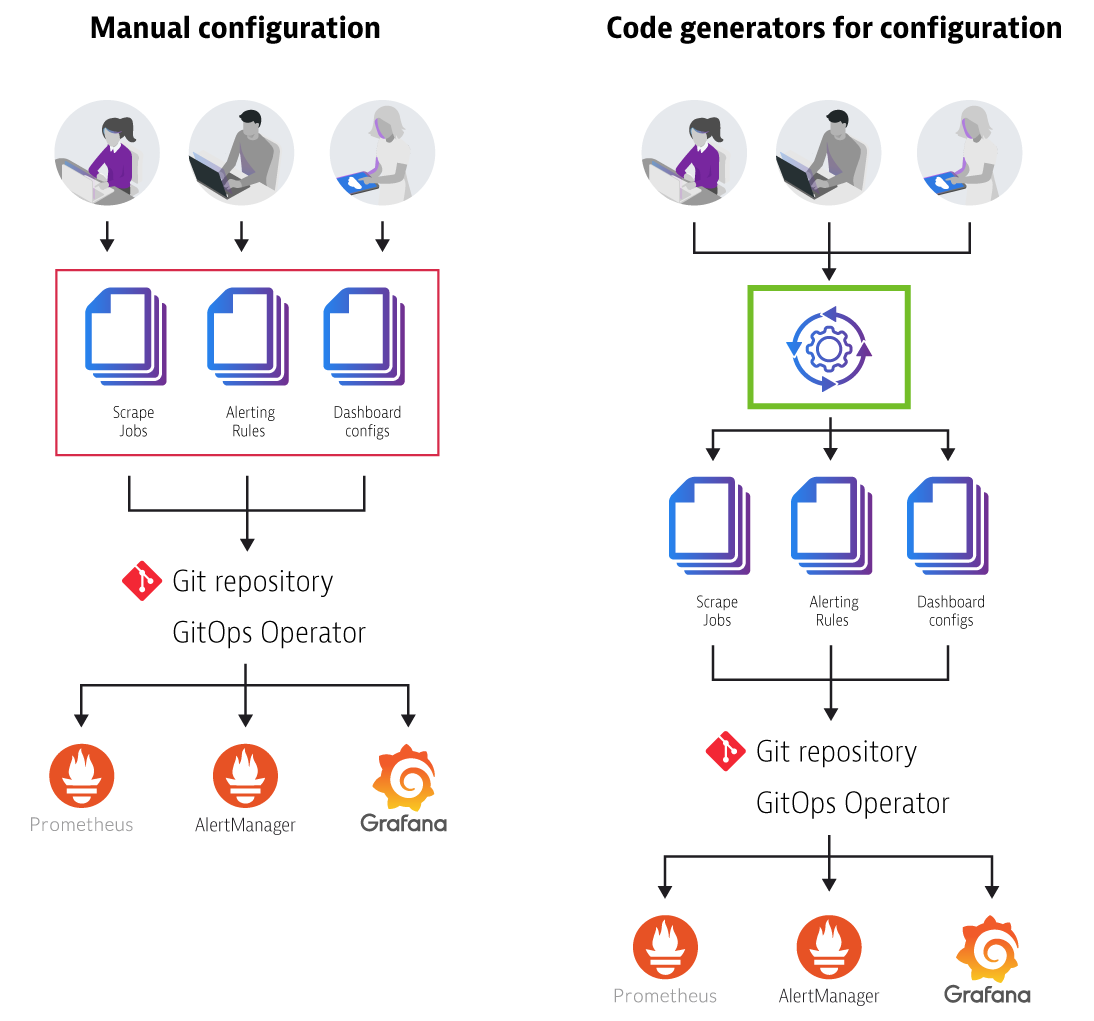 Manual configuration
Scrape
Jobs
Alerting
Rules
Dashboard
configs
Git repository
GitOps Operator
Prometheus
AlertManager
Grafana
Code generators for configuration
Scrape
Jobs
Alerting
Rules
Dashboard
configs
Git repository
GitOps Operator
Prometheus
AlertManager
Grafana